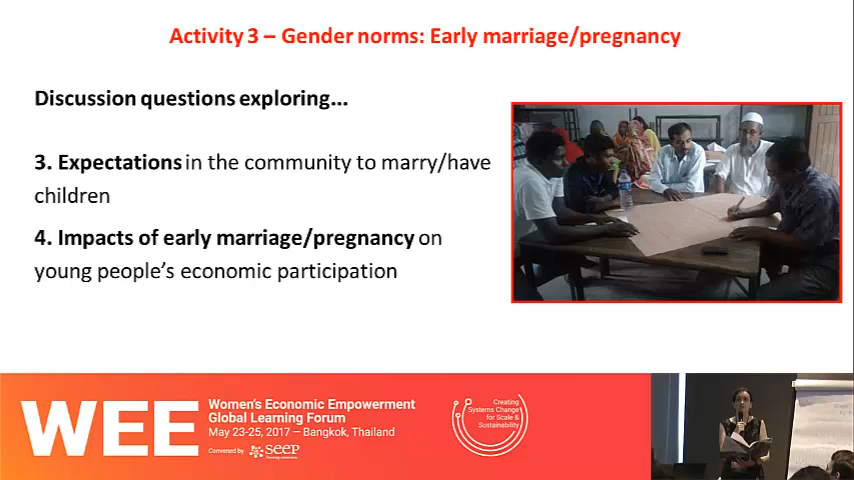 Activity 3 – Gender norms: Early marriage/pregnancy
Discussion questions exploring...
3. Expectations in the community to marry/have
children
4. Impacts of early marriage/pregnancy on
young people's economic participation
WEE
Women's Economic Empowerment
Global Learning Forum
May 23-25, 2017 – Bangkok, Thailand
Convened by
SEEP
Creating
Systems Change
for Scale &
Sustainability